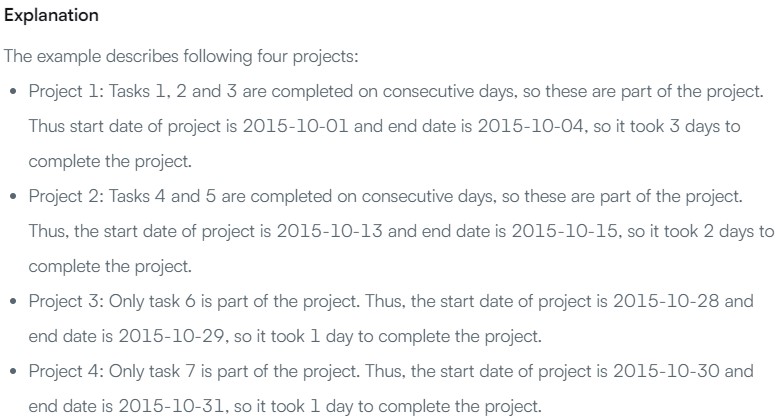 Explanation
The example describes following four projects:
• Project 1: Tasks 1, 2 and 3 are completed on consecutive days, so these are part of the project.
Thus start date of project is 2015-10-01 and end date is 2015-10-04, so it took 3 days to
complete the project.
• Project 2: Tasks 4 and 5 are completed on consecutive days, so these are part of the project.
Thus, the start date of project is 2015-10-13 and end date is 2015-10-15, so it took 2 days to
complete the project.
• Project 3: Only task 6 is part of the project. Thus, the start date of project is 2015-10-28 and
end date is 2015-10-29, so it took 1 day to complete the project.
• Project 4: Only task 7 is part of the project. Thus, the start date of project is 2015-10-30 and
end date is 2015-10-31, so it took 1 day to complete the project.